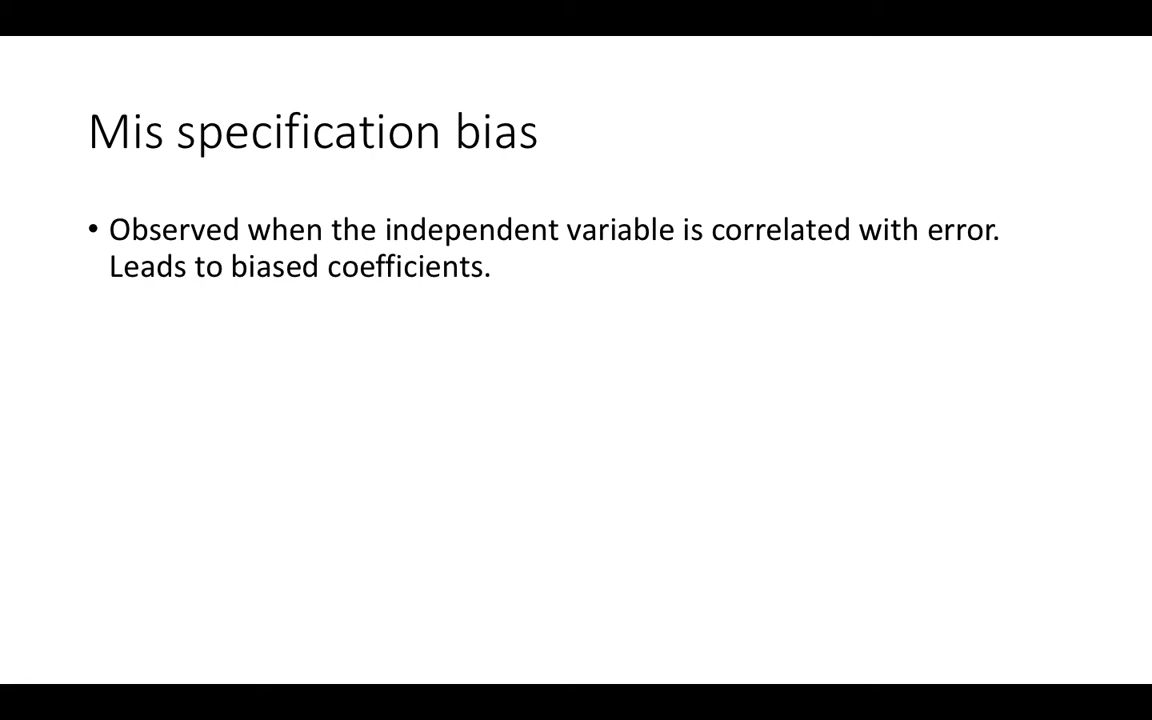 Mis specification bias
• Observed when the independent variable is correlated with error.
Leads to biased coefficients.